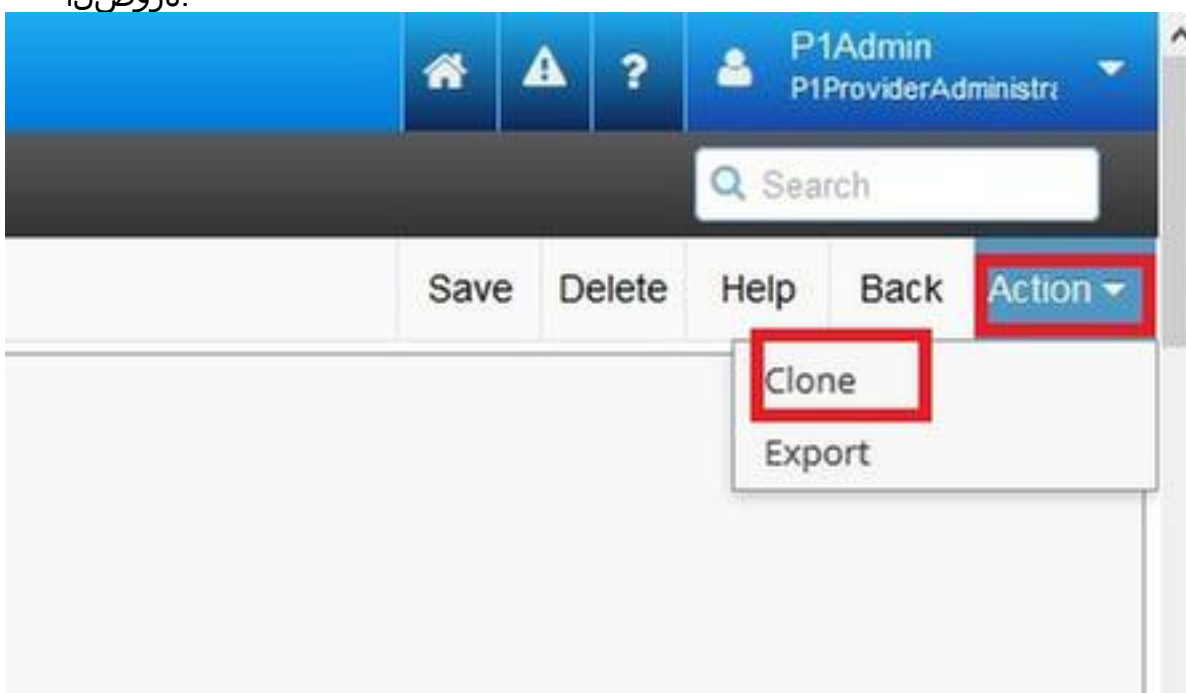 P1Admin
P1ProviderAdministra
Search
Save Delete Help Back Action
Clone
Export